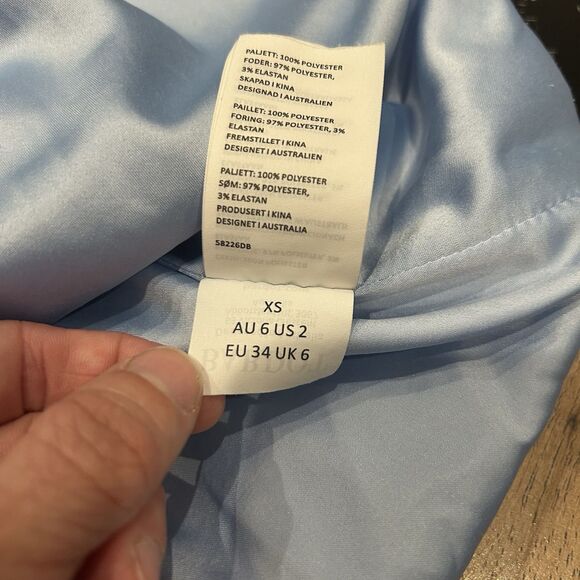 PALJETT: 100% POLYESTER
FODER: 97% POLYESTER,
3% ELASTAN
SKAPAD I KINA
DESIGNAD I AUSTRALIEN
PAILLET: 100% POLYESTER
FORING: 97% POLYESTER, 3%
ELASTAN
FREMSTILLET I KINA
DESIGNET I AUSTRALIEN
PALJETT: 100% POLYESTER
SØM: 97% POLYESTER,
3% ELASTAN
PRODUSERT I KINA
DESIGNET I AUSTRALIA
58226DB
XS
AU 6 US 2
EU 34 UK 6